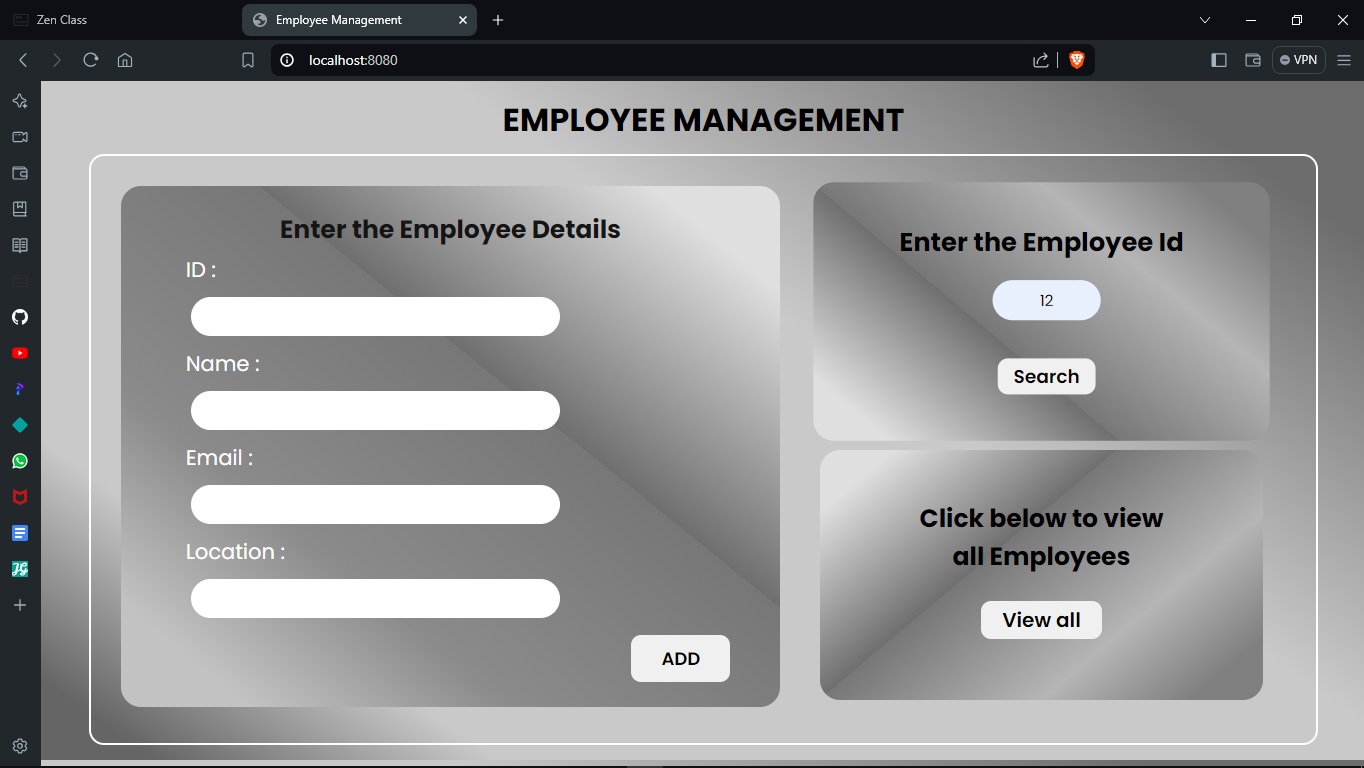 Zen Class
Employee Management
localhost:8080
VPN
EMPLOYEE MANAGEMENT
Enter the Employee Details
ID :
Name :
Email :
Location :
ADD
Enter the Employee Id
12
Search
Click below to view
all Employees
View all